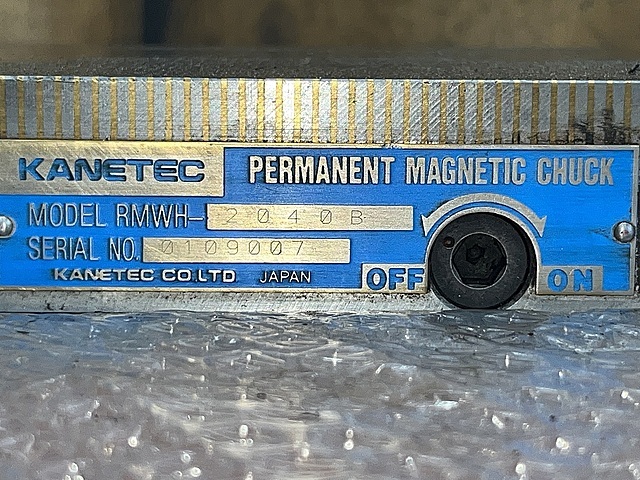 KANETEC
PERMANENT MAGNETIC CHUCK
MODEL RMWH-2040B
SERIAL NO. 0109007
KANETEC CO.LTD. JAPAN
OFF
ON